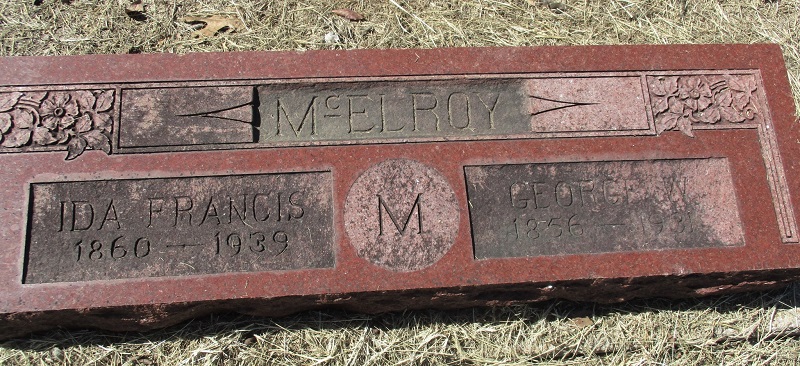 McELROY
IDA FRANCIS
1860 — 1939
M
GEORGE W.
1856 — 1931